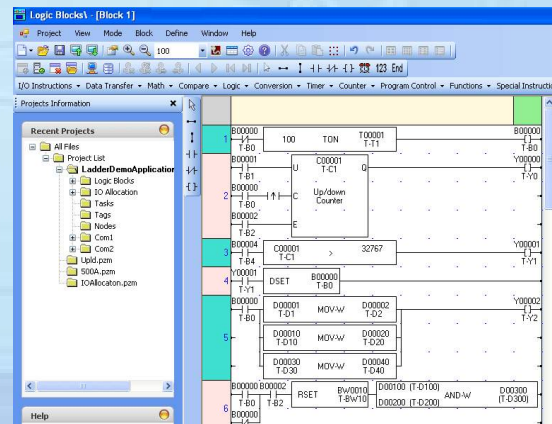 Logic Blocks\ - [Block 1]
Project View Mode Block Define Window Help
100
123 End
I/O Instructions Data Transfer Math Compare Logic Conversion Timer Counter Program Control Functions Special Instructi
Projects Information
Recent Projects
All Files
Project List
LadderDemoApplication
Logic Blocks
IO Allocation
Tasks
Tags
Nodes
Com1
Com2
Upld.pzm
500A.pzm
IOAllocaton.pzm
Help
1
B00000
T-B0
100 TON T00001
T-T1
B00000
T-B0
2
B00001
T-B1
B00000
T-B0
B00002
T-B2
C00001
T-C1
U Q
C Up/down
Counter
E
Y00000
T-Y0
3
B00004
T-B4
C00001 > 32767
T-C1
Y00001
T-Y1
4
Y00001
T-Y1
DSET B00000
T-B0
5
B00000
T-B0
D00001 MOV-W D00002
T-D1 T-D2
Y00002
T-Y2
D00010 MOV-W D00020
T-D10 T-20
D00030 MOV-W D00040
T-D30 T-D40
6
B00000 B00002
T-B0 T-B2
RSET BW0010
T-BW10
D00100 (T-D100)
D00200 (T-D200)
AND-W
D00300
(T-D300)
B00000